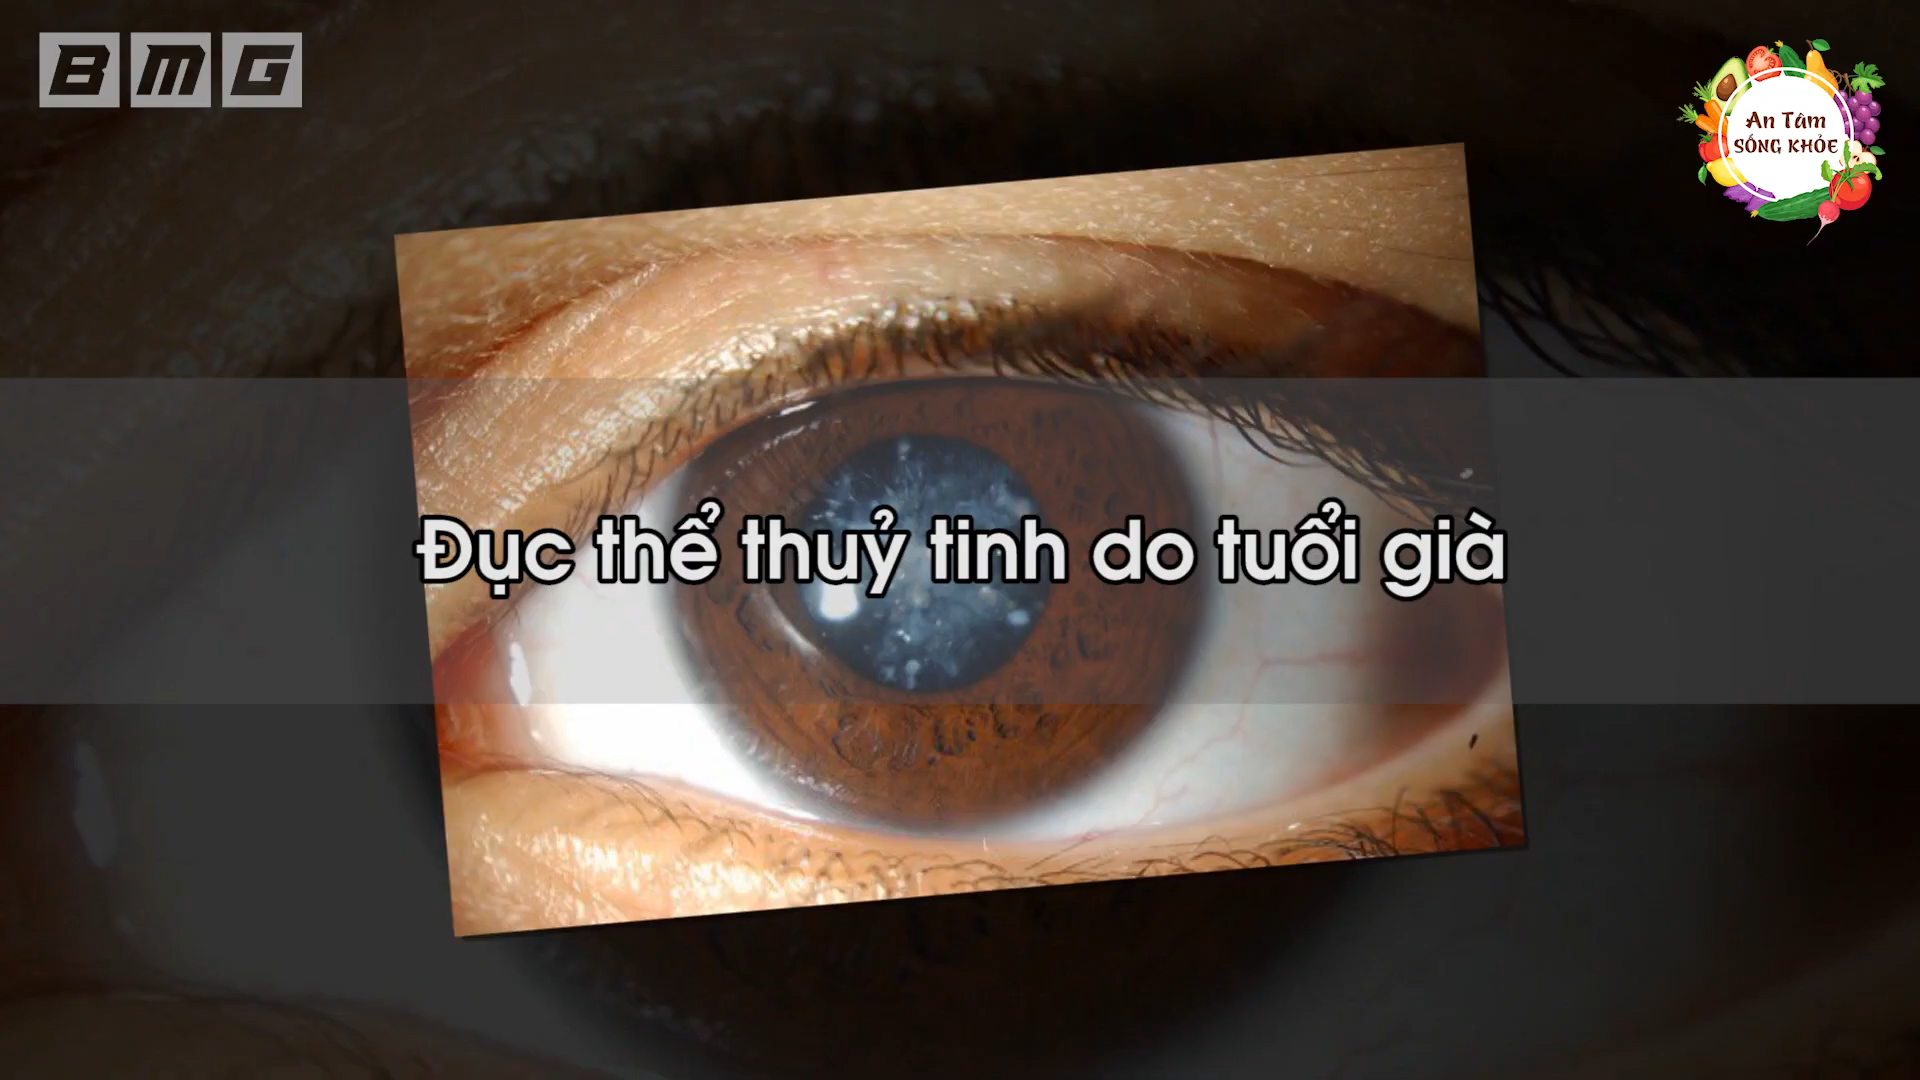 BMG
An Tâm
SỐNG KHỎE
Đục thể thuỷ tinh do tuổi già